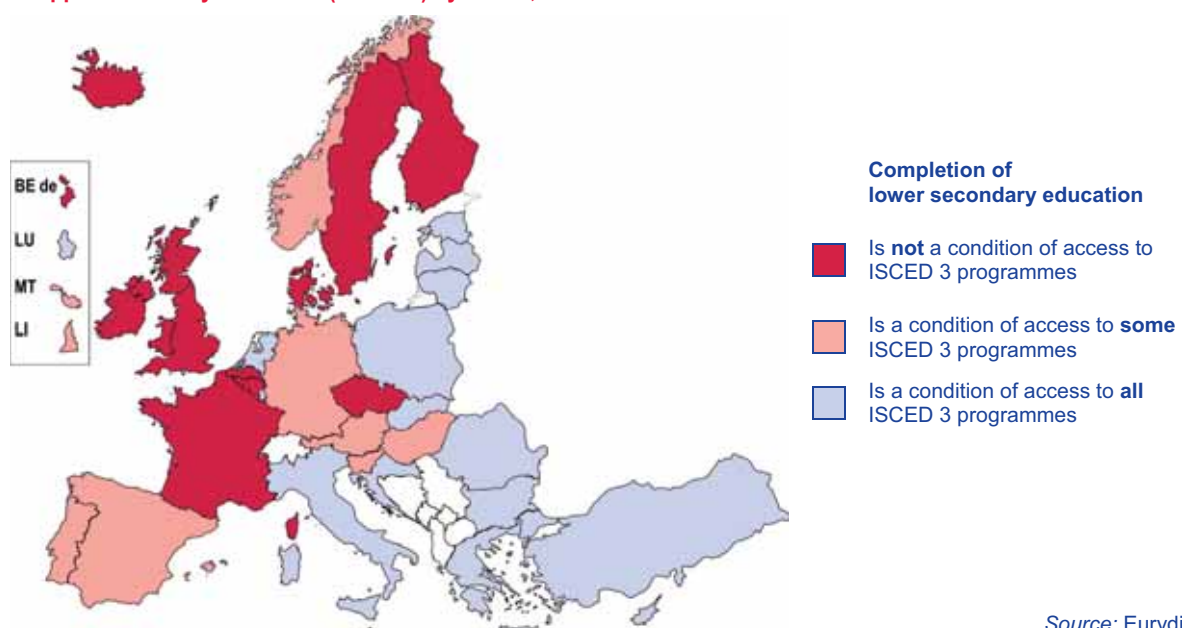 BE de
LU
MT
LI
Completion of
lower secondary education
Is not a condition of access to
ISCED 3 programmes
Is a condition of access to some
ISCED 3 programmes
Is a condition of access to all
ISCED 3 programmes
Source: